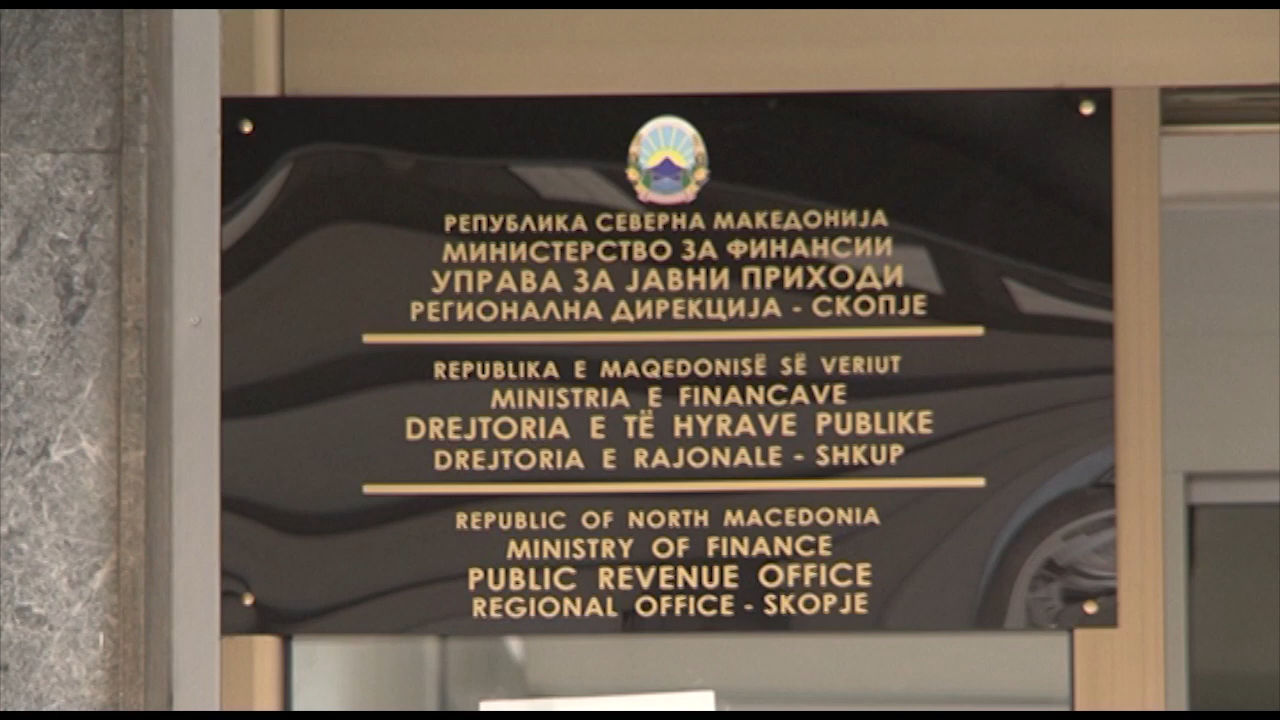 РЕПУБЛИКА СЕВЕРНА МАКЕДОНИЈА
МИНИСТЕРСТВО ЗА ФИНАНСИИ
УПРАВА ЗА ЈАВНИ ПРИХОДИ
РЕГИОНАЛНА ДИРЕКЦИЈА - СКОПЈЕ
REPUBLIKA E MAQEDONISË SË VERIUT
MINISTRIA E FINANCAVE
DREJTORIA E TË HYRAVE PUBLIKE
DREJTORIA E RAJONALE - SHKUP
REPUBLIC OF NORTH MACEDONIA
MINISTRY OF FINANCE
PUBLIC REVENUE OFFICE
REGIONAL OFFICE - SKOPJE